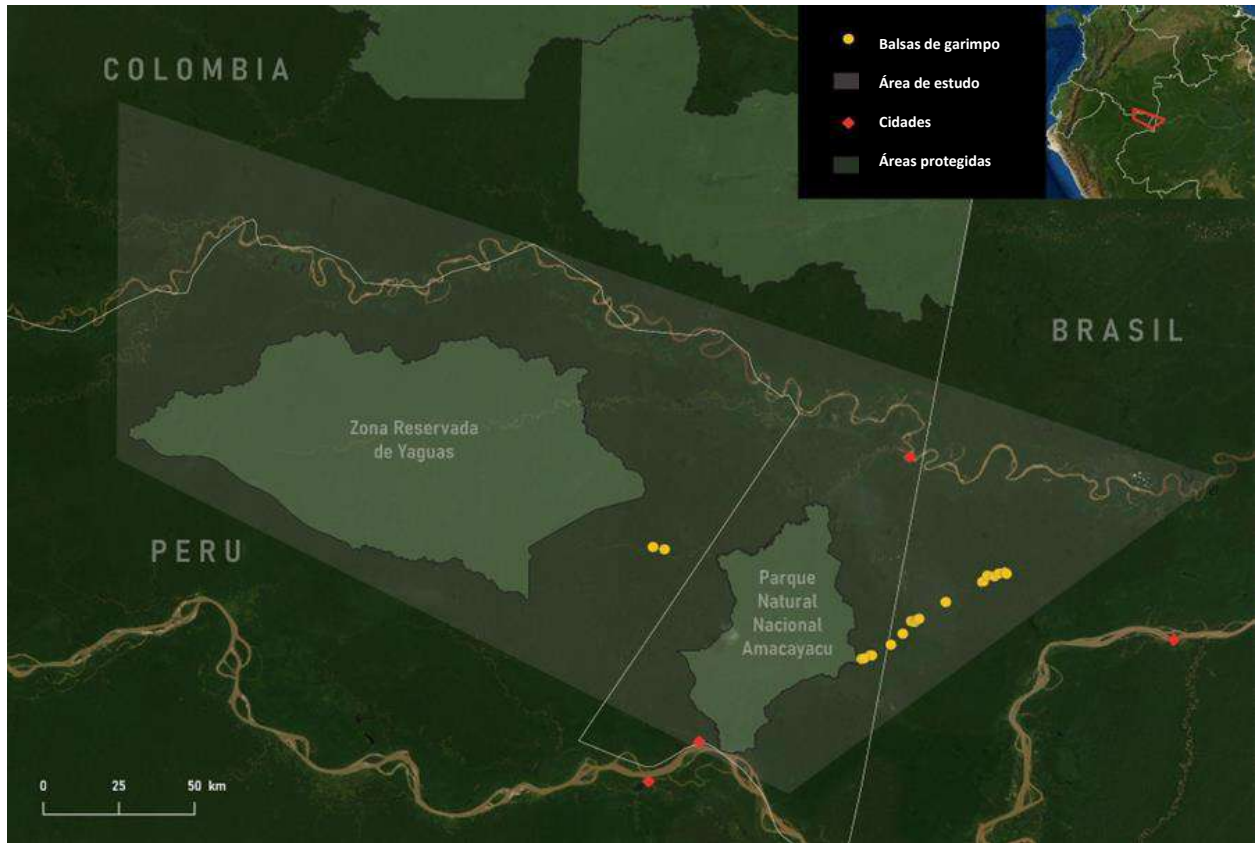 COLOMBIA
Balsas de garimpo
Área de estudo
Cidades
Áreas protegidas
BRASIL
Zona Reservada
de Yaguas
PERU
Parque
Natural
Nacional
Amacayacu
0 25 50 km